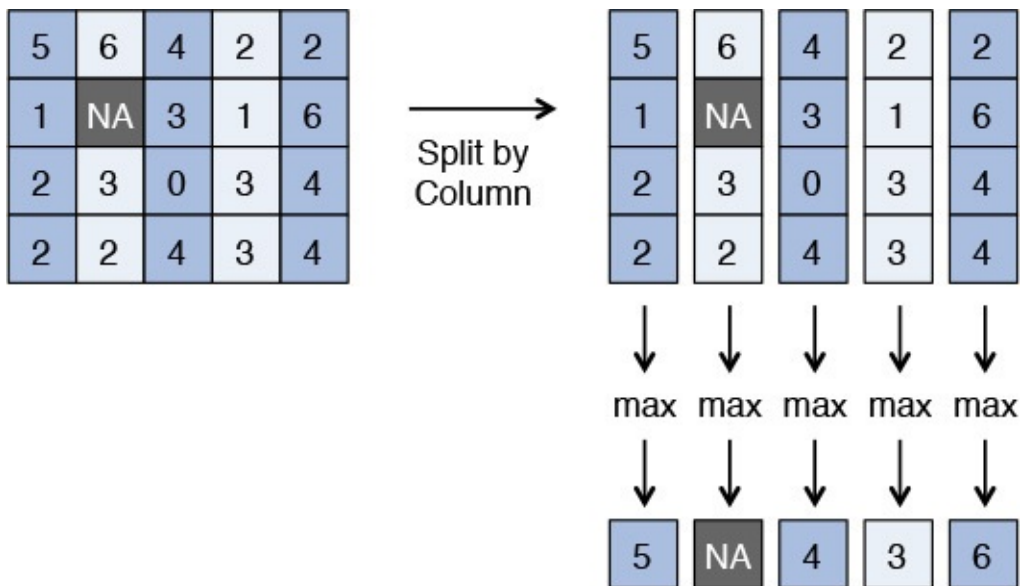 5 6 4 2 2 5 6 4 2 2
1 NA 3 1 6 1 NA 3 1 6
Split by
Column
2 3 0 3 4 2 3 0 3 4
2 2 4 3 4 2 2 4 3 4
max max max max max
5 NA 4 3 6